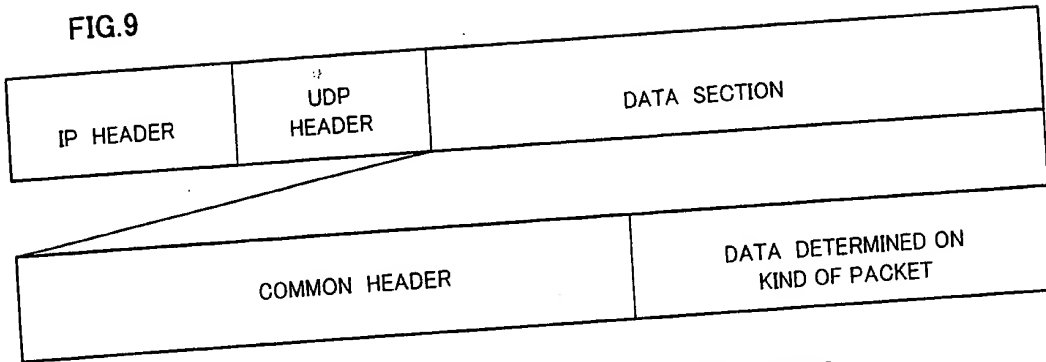 FIG.9
IP HEADER
UDP
HEADER
DATA SECTION
COMMON HEADER
DATA DETERMINED ON
KIND OF PACKET